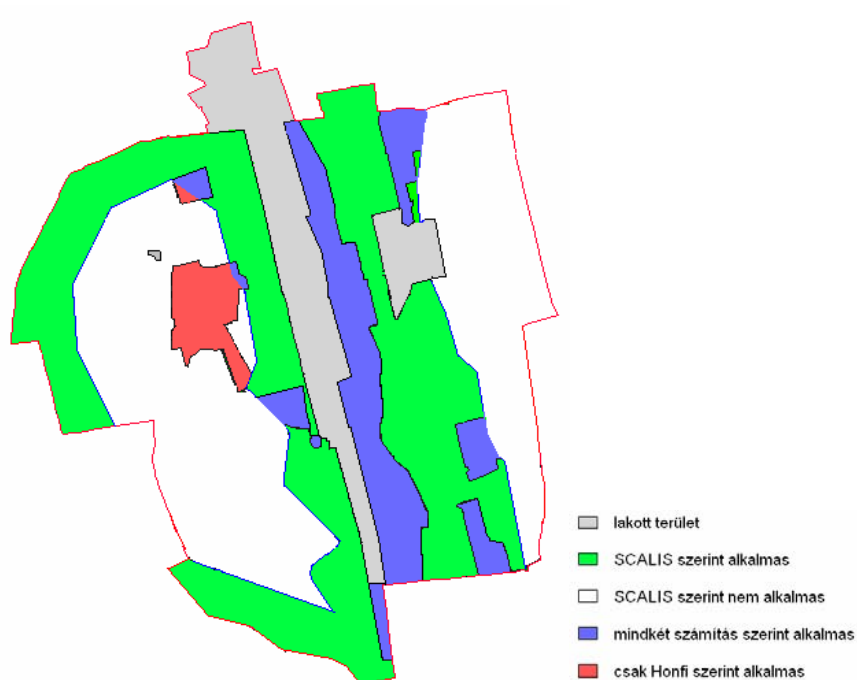 lakott terület
SCALIS szerint alkalmas
SCALIS szerint nem alkalmas
mindkét számítás szerint alkalmas
csak Honfi szerint alkalmas